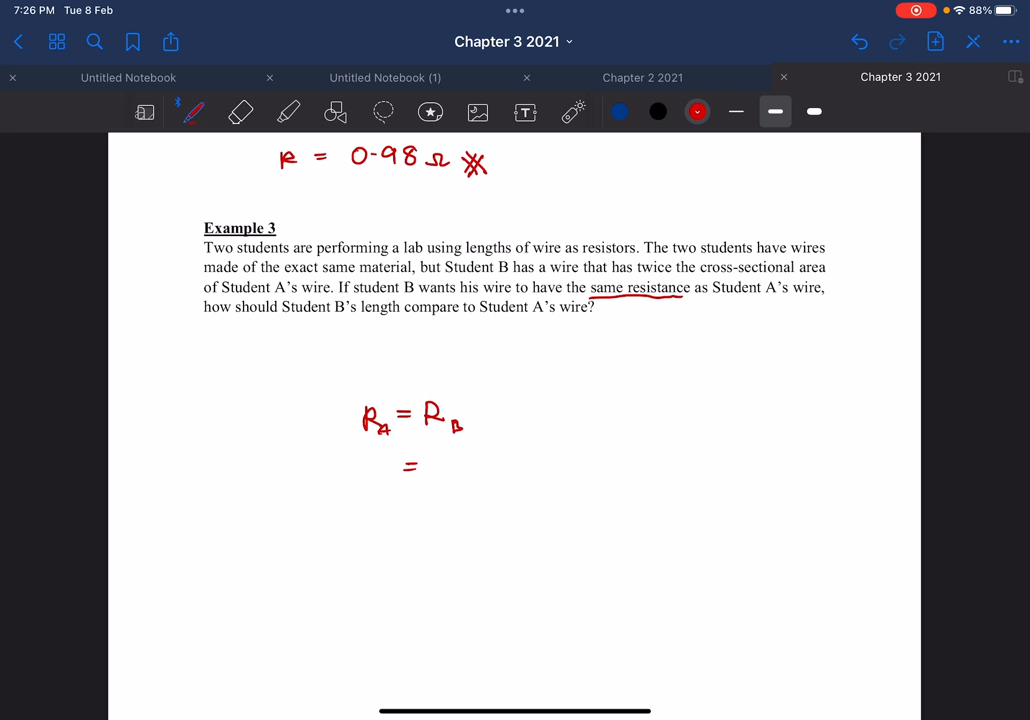 7:26 PM Tue 8 Feb
88%
Chapter 3 2021
Untitled Notebook
Untitled Notebook (1)
Chapter 2 2021
Chapter 3 2021
R = 0.98 Ω
Example 3
Two students are performing a lab using lengths of wire as resistors. The two students have wires
made of the exact same material, but Student B has a wire that has twice the cross-sectional area
of Student A's wire. If student B wants his wire to have the same resistance as Student A's wire,
how should Student B's length compare to Student A's wire?
R_A = R_B
=